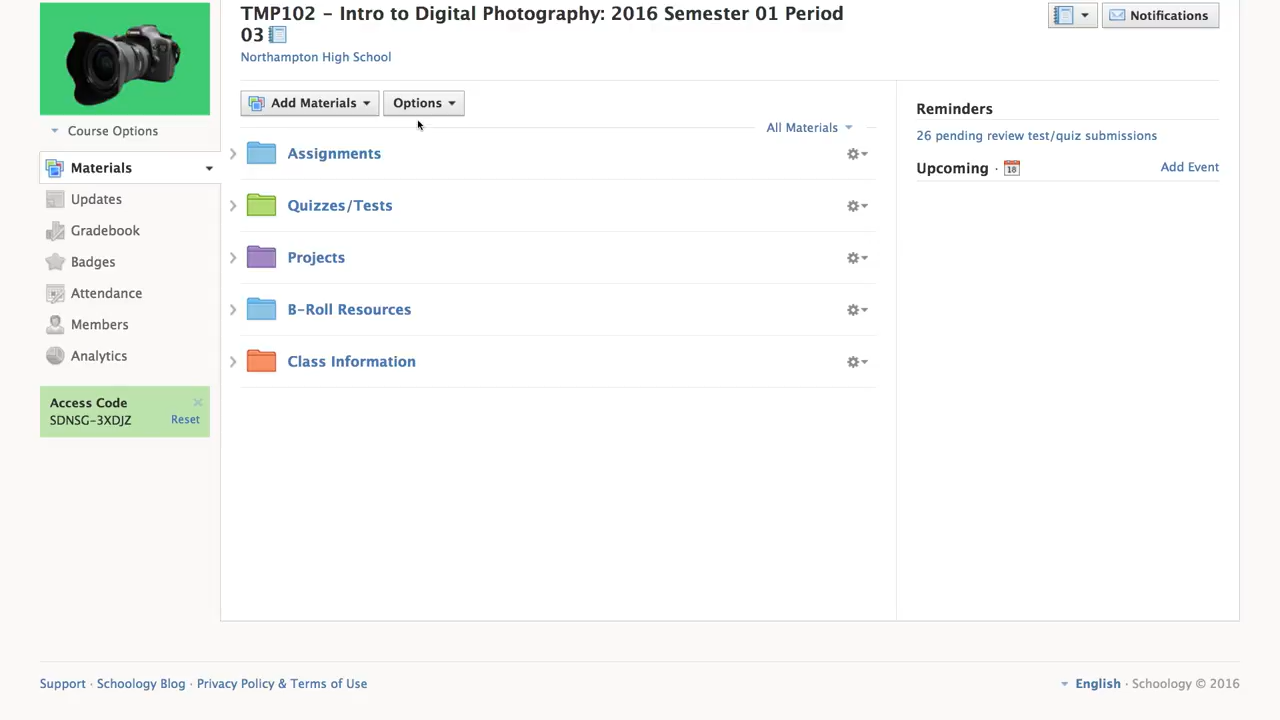 TMP102 - Intro to Digital Photography: 2016 Semester 01 Period
03
Northampton High School
Notifications
Course Options
Materials
Updates
Gradebook
Badges
Attendance
Members
Analytics
Access Code
SDNSG-3XDJZ
Reset
Add Materials
Options
All Materials
Assignments
Quizzes/Tests
Projects
B-Roll Resources
Class Information
Reminders
26 pending review test/quiz submissions
Upcoming · 18
Add Event
Support · Schoology Blog · Privacy Policy & Terms of Use
English · Schoology © 2016